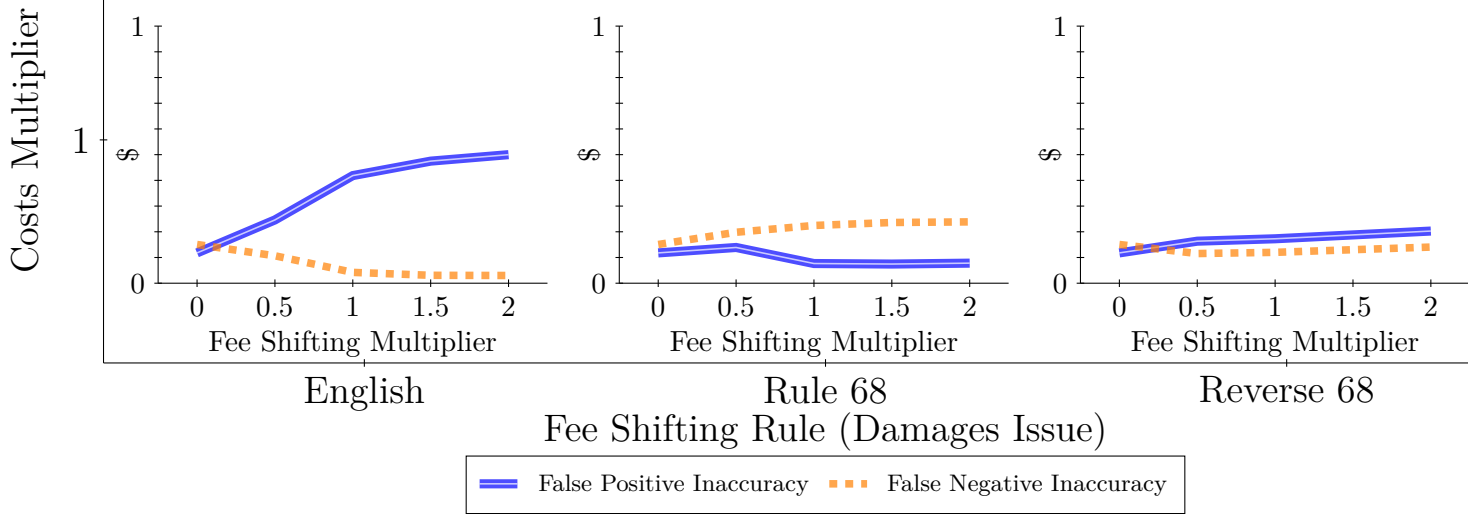 Costs Multiplier
1
1
$
0
0 0.5 1 1.5 2
Fee Shifting Multiplier
English
1
$
0
0 0.5 1 1.5 2
Fee Shifting Multiplier
Rule 68
1
$
0
0 0.5 1 1.5 2
Fee Shifting Multiplier
Reverse 68
Fee Shifting Rule (Damages Issue)
False Positive Inaccuracy False Negative Inaccuracy